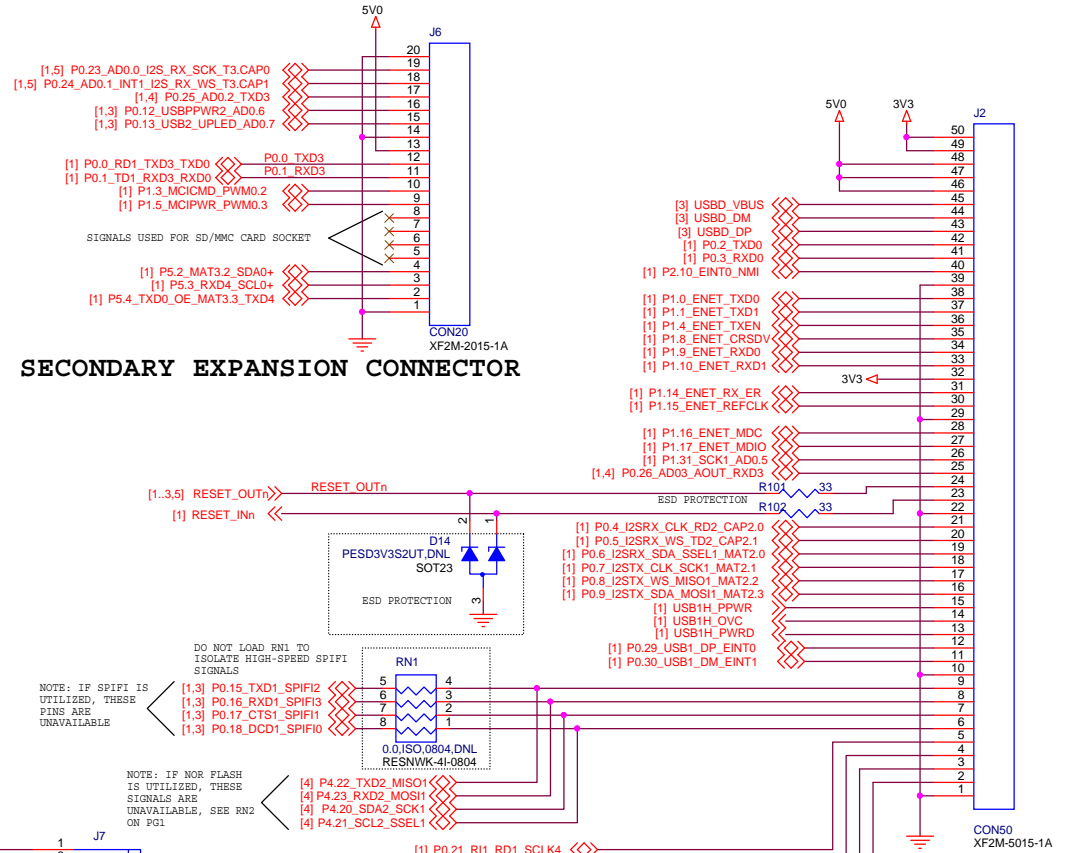 5V0
J6
20
[1,5] P0.23_AD0.0_I2S_RX_SCK_T3.CAP0 19
[1,5] P0.24_AD0.1_INT1_I2S_RX_WS_T3.CAP1 18
[1,4] P0.25_AD0.2_TXD3 17
[1,3] P0.12_USBPPWR2_AD0.6 16
[1,3] P0.13_USB2_UPLED_AD0.7 15
14
13
[1] P0.0_RD1_TXD3_TXD0 P0.0_TXD3 12
[1] P0.1_TD1_RXD3_RXD0 P0.1_RXD3 11
[1] P1.3_MCICMD_PWM0.2 10
[1] P1.5_MCIPWR_PWM0.3 9
8
7
SIGNALS USED FOR SD/MMC CARD SOCKET
6
5
[1] P5.2_MAT3.2_SDA0+ 4
[1] P5.3_RXD4_SCL0+ 3
[1] P5.4_TXD0_OE_MAT3.3_TXD4 2
1
CON20
XF2M-2015-1A
SECONDARY EXPANSION CONNECTOR
5V0 3V3
J2
50
49
48
47
46
[3] USBD_VBUS 45
[3] USBD_DM 44
[3] USBD_DP 43
[1] P0.2_TXD0 42
[1] P0.3_RXD0 41
[1] P2.10_EINT0_NMI 40
39
[1] P1.0_ENET_TXD0 38
[1] P1.1_ENET_TXD1 37
[1] P1.4_ENET_TXEN 36
[1] P1.8_ENET_CRSDV 35
[1] P1.9_ENET_RXD0 34
[1] P1.10_ENET_RXD1 33
3V3 32
[1] P1.14_ENET_RX_ER 31
[1] P1.15_ENET_REFCLK 30
29
[1] P1.16_ENET_MDC 28
[1] P1.17_ENET_MDIO 27
[1] P1.31_SCK1_AD0.5 26
[1,4] P0.26_AD03_AOUT_RXD3 25
[1..3,5] RESET_OUTn RESET_OUTn R101 33 24
ESD PROTECTION 23
[1] RESET_INn R102 33 22
[1] P0.4_I2SRX_CLK_RD2_CAP2.0 21
[1] P0.5_I2SRX_WS_TD2_CAP2.1 20
[1] P0.6_I2SRX_SDA_SSEL1_MAT2.0 19
[1] P0.7_I2STX_CLK_SCK1_MAT2.1 18
[1] P0.8_I2STX_WS_MISO1_MAT2.2 17
[1] P0.9_I2STX_SDA_MOSI1_MAT2.3 16
[1] USB1H_PPWR 15
[1] USB1H_OVC 14
[1] USB1H_PWRD 13
[1] P0.29_USB1_DP_EINT0 12
[1] P0.30_USB1_DM_EINT1 11
10
9
8
7
6
5
4
3
2
1
2 1
D14
PESD3V3S2UT,DNL
SOT23
ESD PROTECTION
3
DO NOT LOAD RN1 TO
ISOLATE HIGH-SPEED SPIFI
SIGNALS
RN1
NOTE: IF SPIFI IS
UTILIZED, THESE
PINS ARE
UNAVAILABLE
[1,3] P0.15_TXD1_SPIFI2 5 4
[1,3] P0.16_RXD1_SPIFI3 6 3
[1,3] P0.17_CTS1_SPIFI1 7 2
[1,3] P0.18_DCD1_SPIFI0 8 1
0.0,ISO,0804,DNL
RESNWK-4I-0804
NOTE: IF NOR FLASH
IS UTILIZED, THESE
SIGNALS ARE
UNAVAILABLE, SEE RN2
ON PG1
[4] P4.22_TXD2_MISO1
[4] P4.23_RXD2_MOSI1
[4] P4.20_SDA2_SCK1
[4] P4.21_SCL2_SSEL1
CON50
XF2M-5015-1A
J7
1
[1] P0.21_RI1_RD1_SCLK4